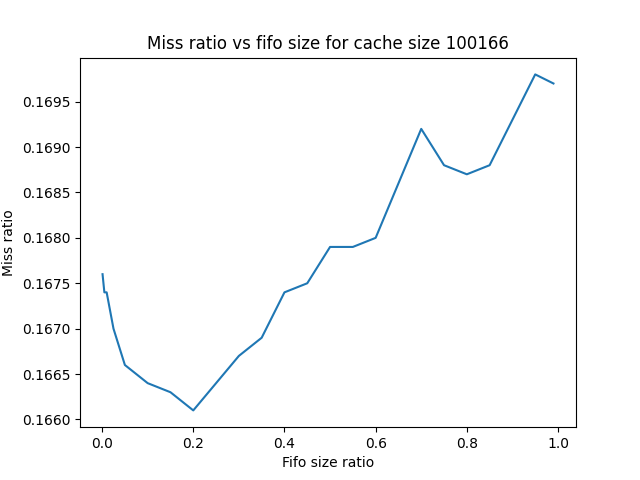 Miss ratio vs fifo size for cache size 100166
0.1695
0.1690
0.1685
0.1680
0.1675
0.1670
0.1665
0.1660
Miss ratio
0.0 0.2 0.4 0.6 0.8 1.0
Fifo size ratio